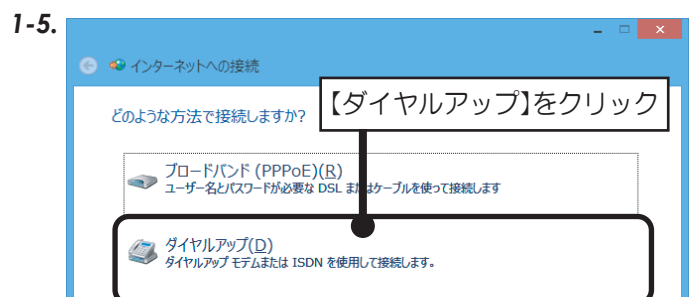 1-5.
インターネットへの接続
【ダイヤルアップ】をクリック
どのような方法で接続しますか?
ブロードバンド (PPPoE)(R)
ユーザー名とパスワードが必要な DSL またはケーブルを使って接続します
ダイヤルアップ(D)
ダイヤルアップ モデムまたは ISDN を使用して接続します。